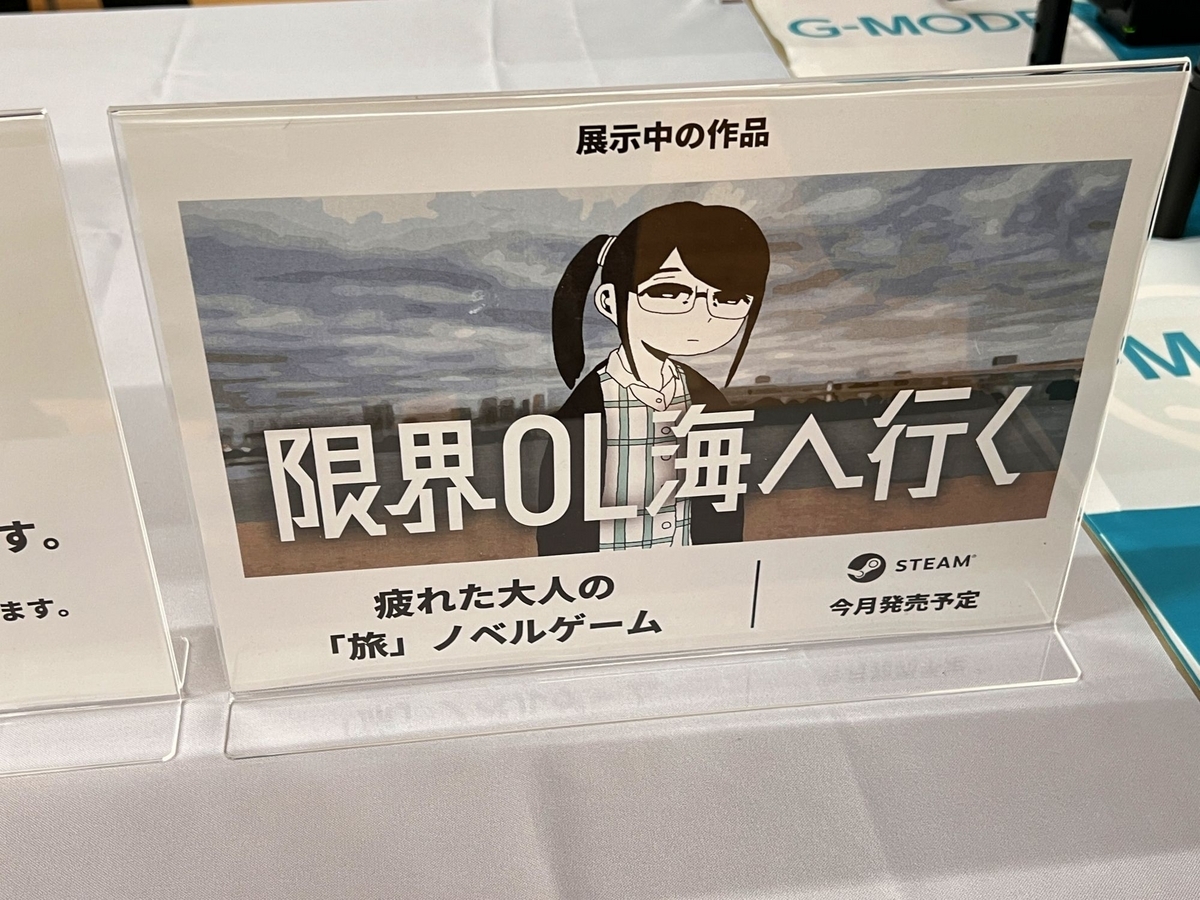 G-MODE
展示中の作品
限界OL海へ行く
疲れた大人の
「旅」ノベルゲーム
STEAM
今月発売予定
す。
ます。